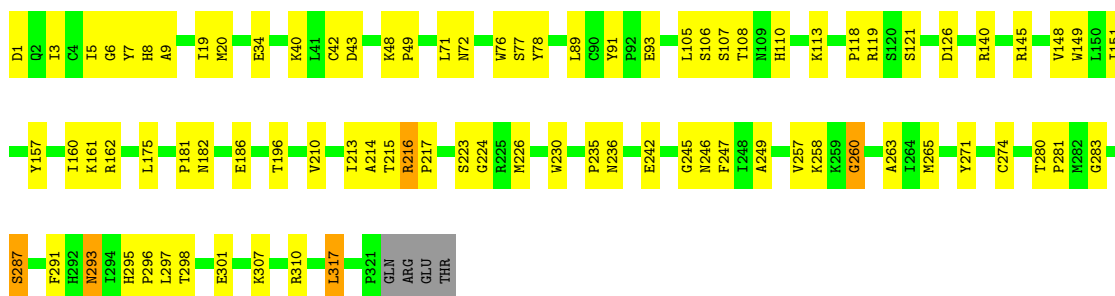 D1 Q2 I3 C4 I5 G6 Y7 H8 A9 I19 M20 E34 K40 L41 C42 D43 K48 P49 L71 N72 W76 S77 Y78 L89 C90 Y91 P92 E93 L105 S106 S107 T108 N109 H110 K113 P118 R119 S120 S121 D126 R140 R145 V148 W149 L150
Y157 I160 K161 R162 L175 P181 N182 E186 T196 V210 I213 A214 T215 R216 P217 S223 G224 R225 M226 W230 P235 N236 E242 G245 N246 F247 I248 A249 V257 K258 K259 G260 A263 I264 M265 Y271 C274 T280 P281 M282 G283
S287 F291 H292 N293 I294 H295 P296 L297 T298 E301 K307 R310 L317 P321 GLN ARG GLU THR